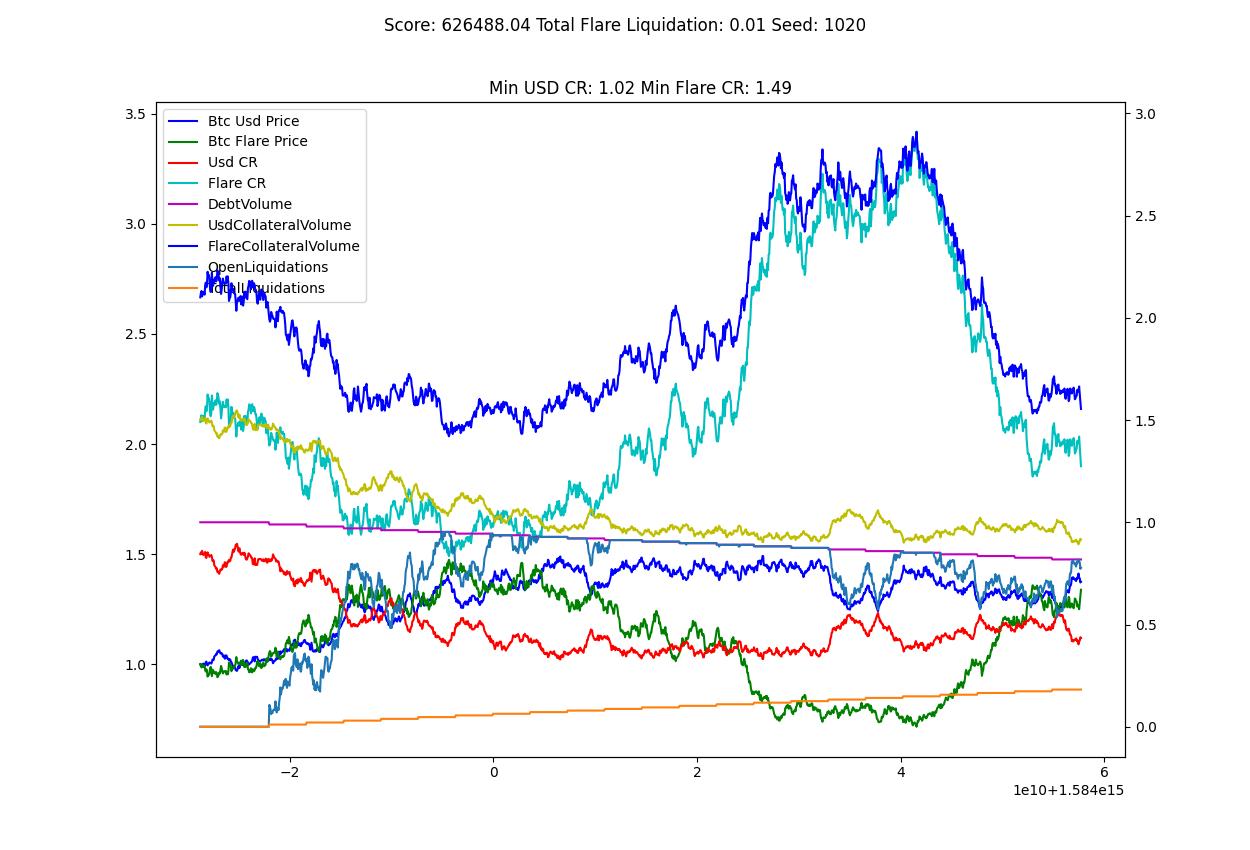 Score: 626488.04 Total Flare Liquidation: 0.01 Seed: 1020
Min USD CR: 1.02 Min Flare CR: 1.49
3.5
3.0
2.5
2.0
1.5
1.0
Btc Usd Price
Btc Flare Price
Usd CR
Flare CR
DebtVolume
UsdCollateralVolume
FlareCollateralVolume
OpenLiquidations
TotalLiquidations
3.0
2.5
2.0
1.5
1.0
0.5
0.0
−2 0 2 4 6
1e10+1.584e15